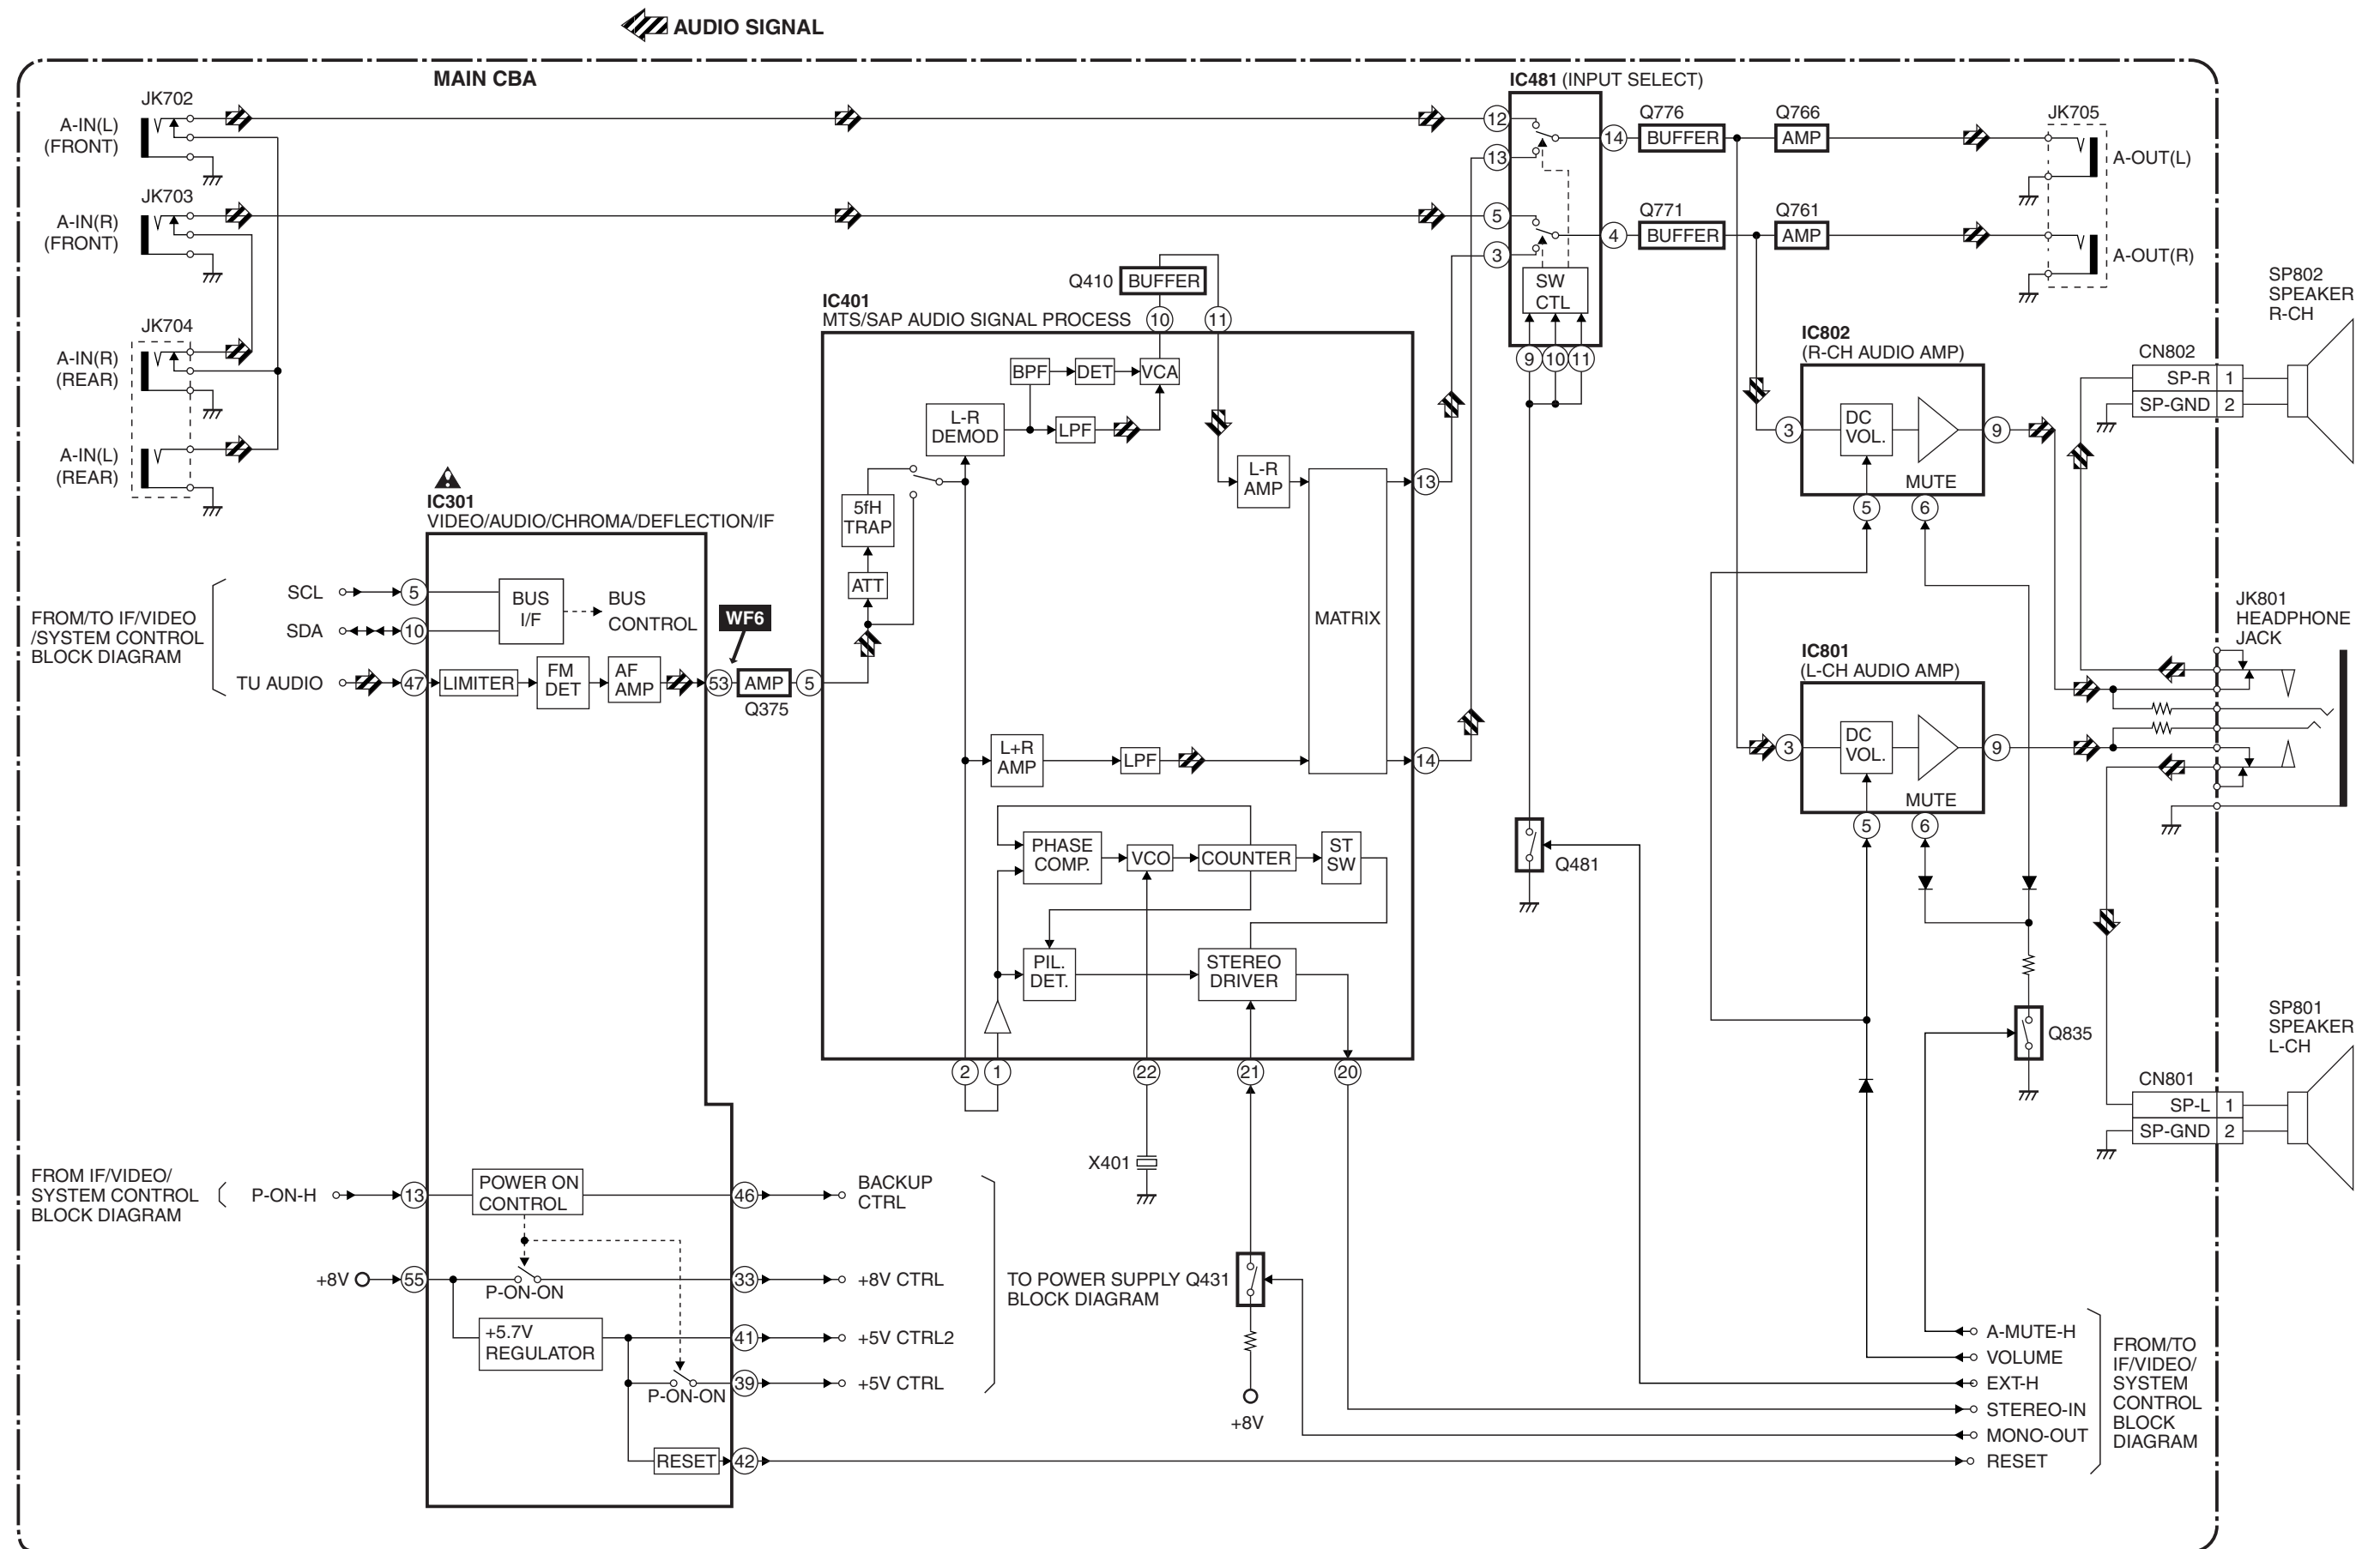 AUDIO SIGNAL
MAIN CBA
JK702
A-IN(L)
(FRONT)
JK703
A-IN(R)
(FRONT)
JK704
A-IN(R)
(REAR)
A-IN(L)
(REAR)
IC301
VIDEO/AUDIO/CHROMA/DEFLECTION/IF
FROM/TO IF/VIDEO
/SYSTEM CONTROL
BLOCK DIAGRAM
SCL
5
SDA
10
TU AUDIO
47
BUS
I/F
BUS
CONTROL
LIMITER
FM
DET
AF
AMP
53
WF6
AMP
Q375
5
FROM IF/VIDEO/
SYSTEM CONTROL
BLOCK DIAGRAM
P-ON-H
13
POWER ON
CONTROL
46
BACKUP
CTRL
+8V
55
P-ON-ON
33
+8V CTRL
+5.7V
REGULATOR
41
+5V CTRL2
P-ON-ON
39
+5V CTRL
RESET
42
TO POWER SUPPLY
BLOCK DIAGRAM
IC401
MTS/SAP AUDIO SIGNAL PROCESS
Q410
BUFFER
10
11
BPF
DET
VCA
L-R
DEMOD
LPF
5fH
TRAP
ATT
L-R
AMP
MATRIX
13
14
L+R
AMP
LPF
PHASE
COMP.
VCO
COUNTER
ST
SW
PIL.
DET.
STEREO
DRIVER
2
1
22
21
20
X401
Q431
+8V
IC481 (INPUT SELECT)
12
13
5
3
14
4
SW
CTL
9
10
11
Q481
Q776
BUFFER
Q766
AMP
Q771
BUFFER
Q761
AMP
JK705
A-OUT(L)
A-OUT(R)
IC802
(R-CH AUDIO AMP)
3
DC
VOL.
9
MUTE
5
6
IC801
(L-CH AUDIO AMP)
3
DC
VOL.
9
MUTE
5
6
Q835
SP802
SPEAKER
R-CH
CN802
SP-R
1
SP-GND
2
JK801
HEADPHONE
JACK
SP801
SPEAKER
L-CH
CN801
SP-L
1
SP-GND
2
A-MUTE-H
VOLUME
EXT-H
STEREO-IN
MONO-OUT
RESET
FROM/TO
IF/VIDEO/
SYSTEM
CONTROL
BLOCK
DIAGRAM